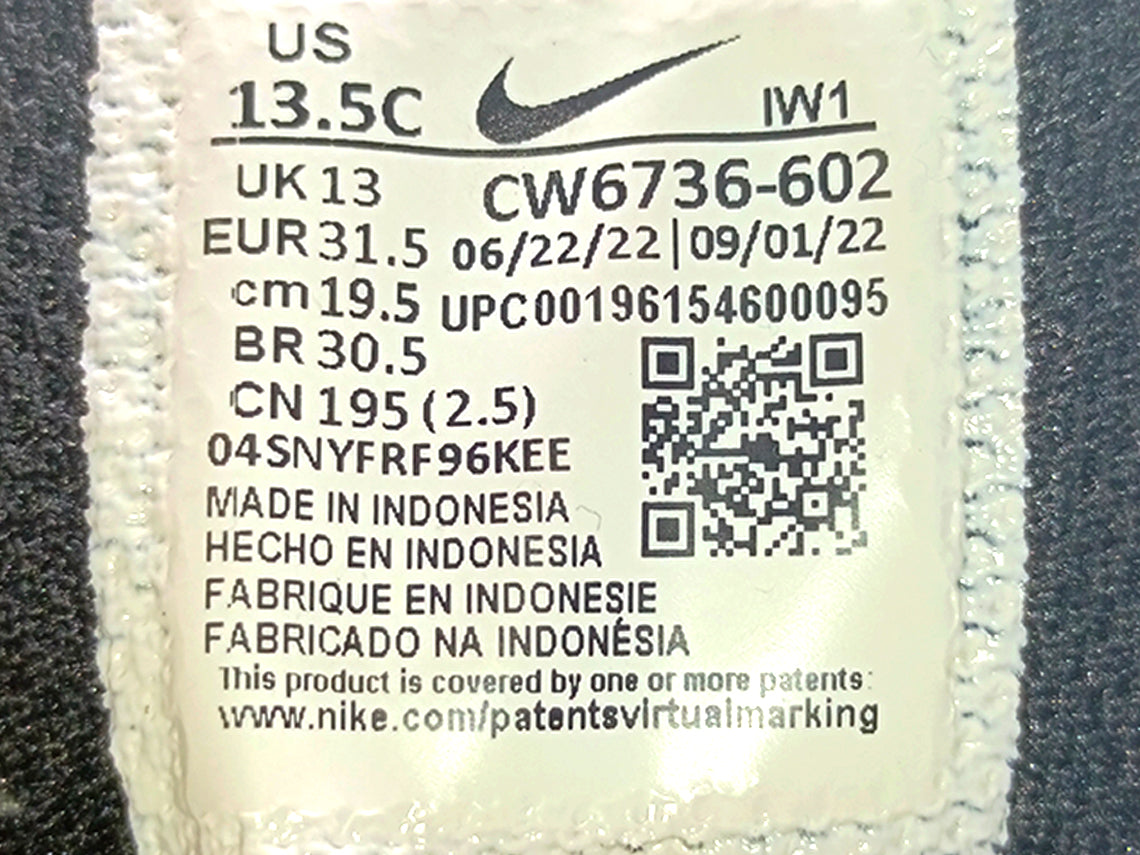 US
13.5C
IW1
UK 13
CW6736-602
EUR 31.5
06/22/22|09/01/22
cm 19.5
UPC00196154600095
BR 30.5
CN 195 (2.5)
04SNYFRF96KEE
MADE IN INDONESIA
HECHO EN INDONESIA
FABRIQUE EN INDONESIE
FABRICADO NA INDONÉSIA
This product is covered by one or more patents:
www.nike.com/patentsvirtualmarking